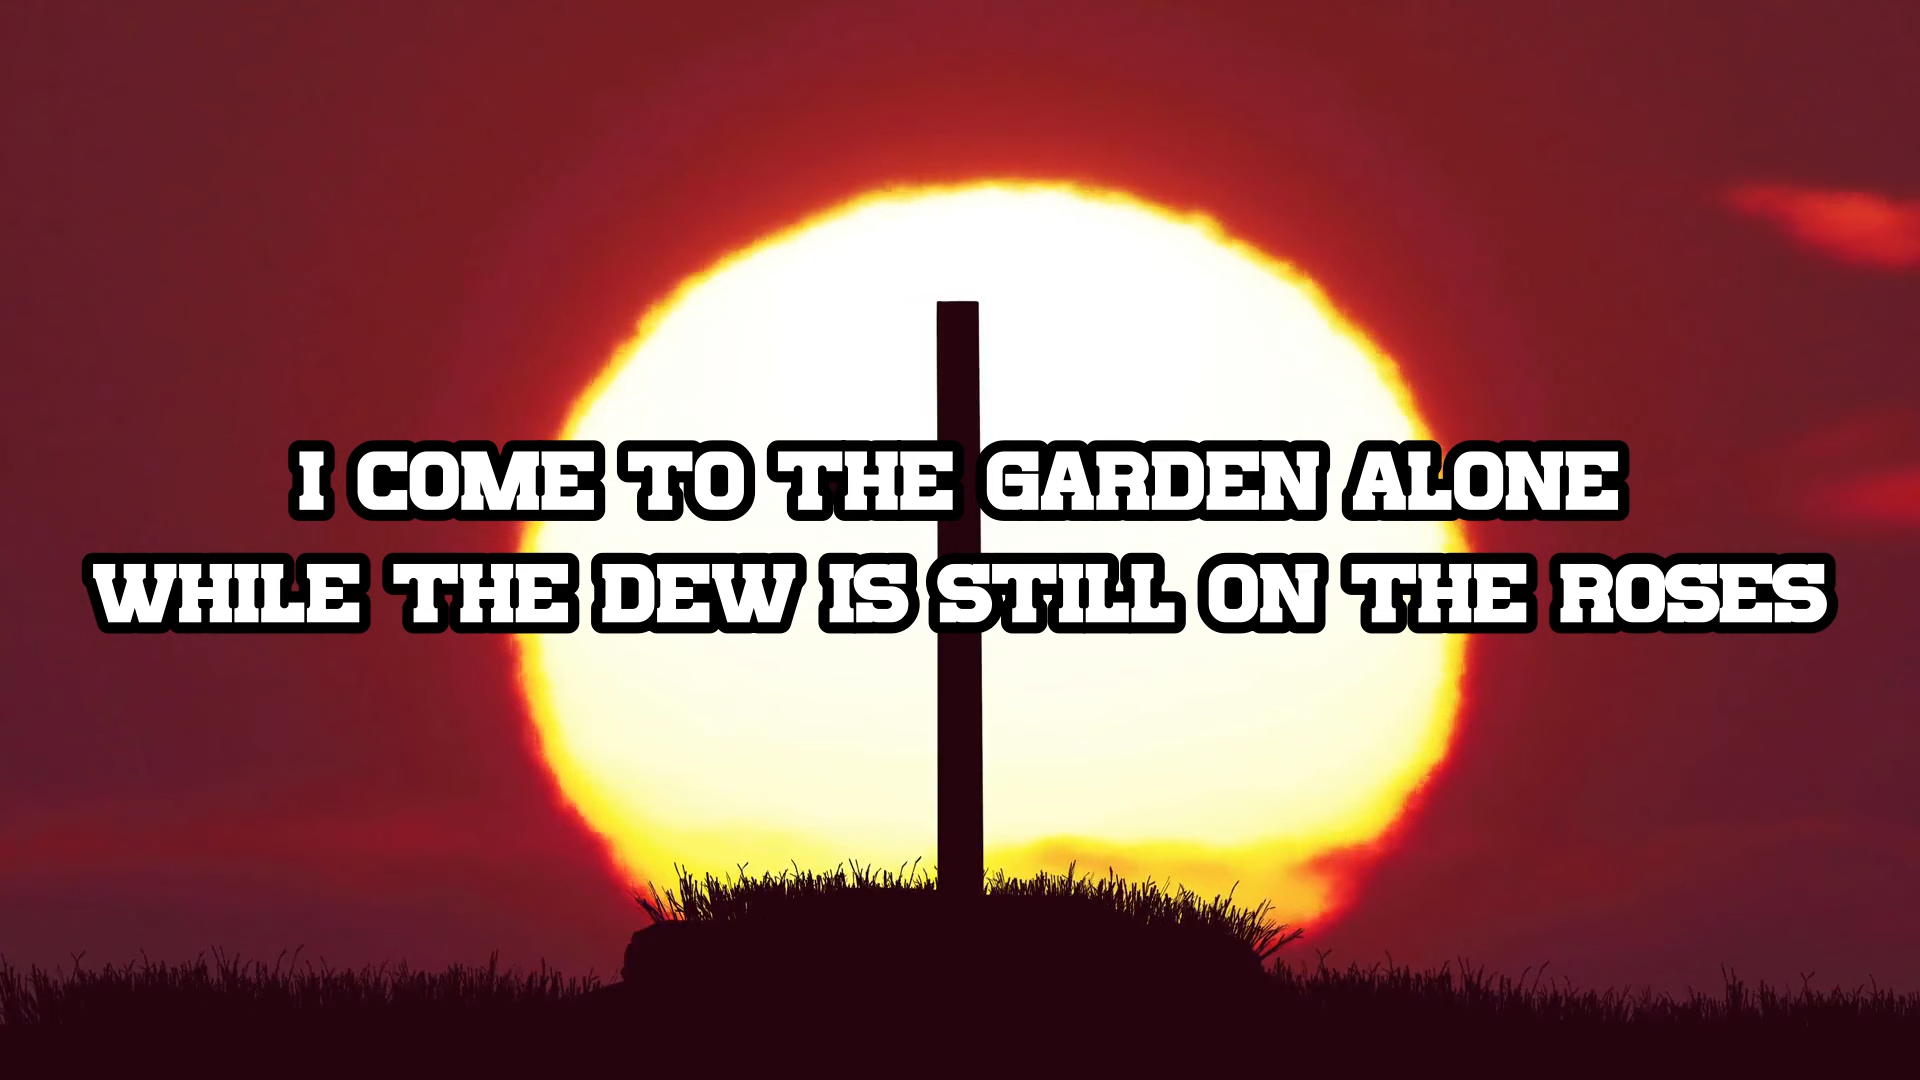 I COME TO THE GARDEN ALONE
WHILE THE DEW IS STILL ON THE ROSES